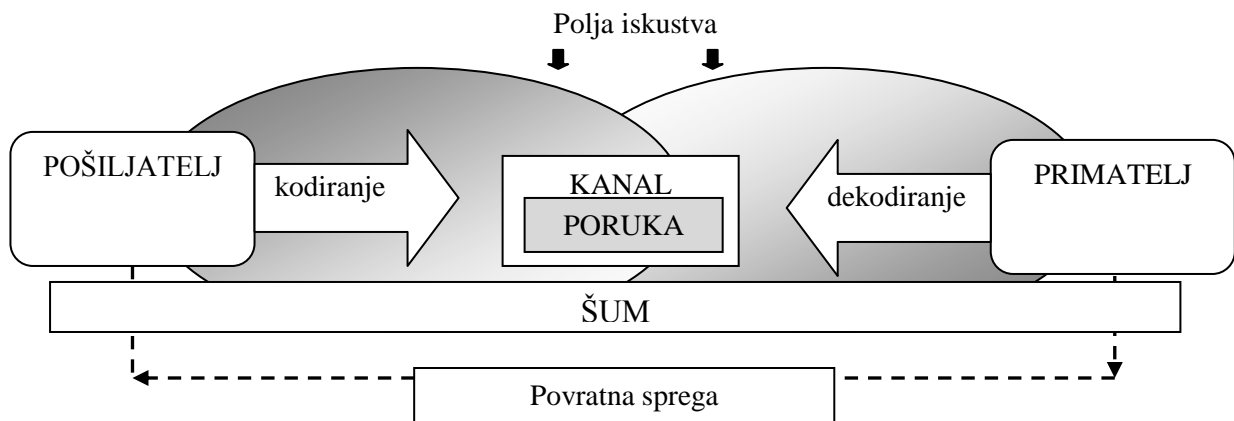 Polja iskustva
POŠILJATELJ
kodiranje
KANAL
PORUKA
dekodiranje
PRIMATELJ
ŠUM
Povratna sprega